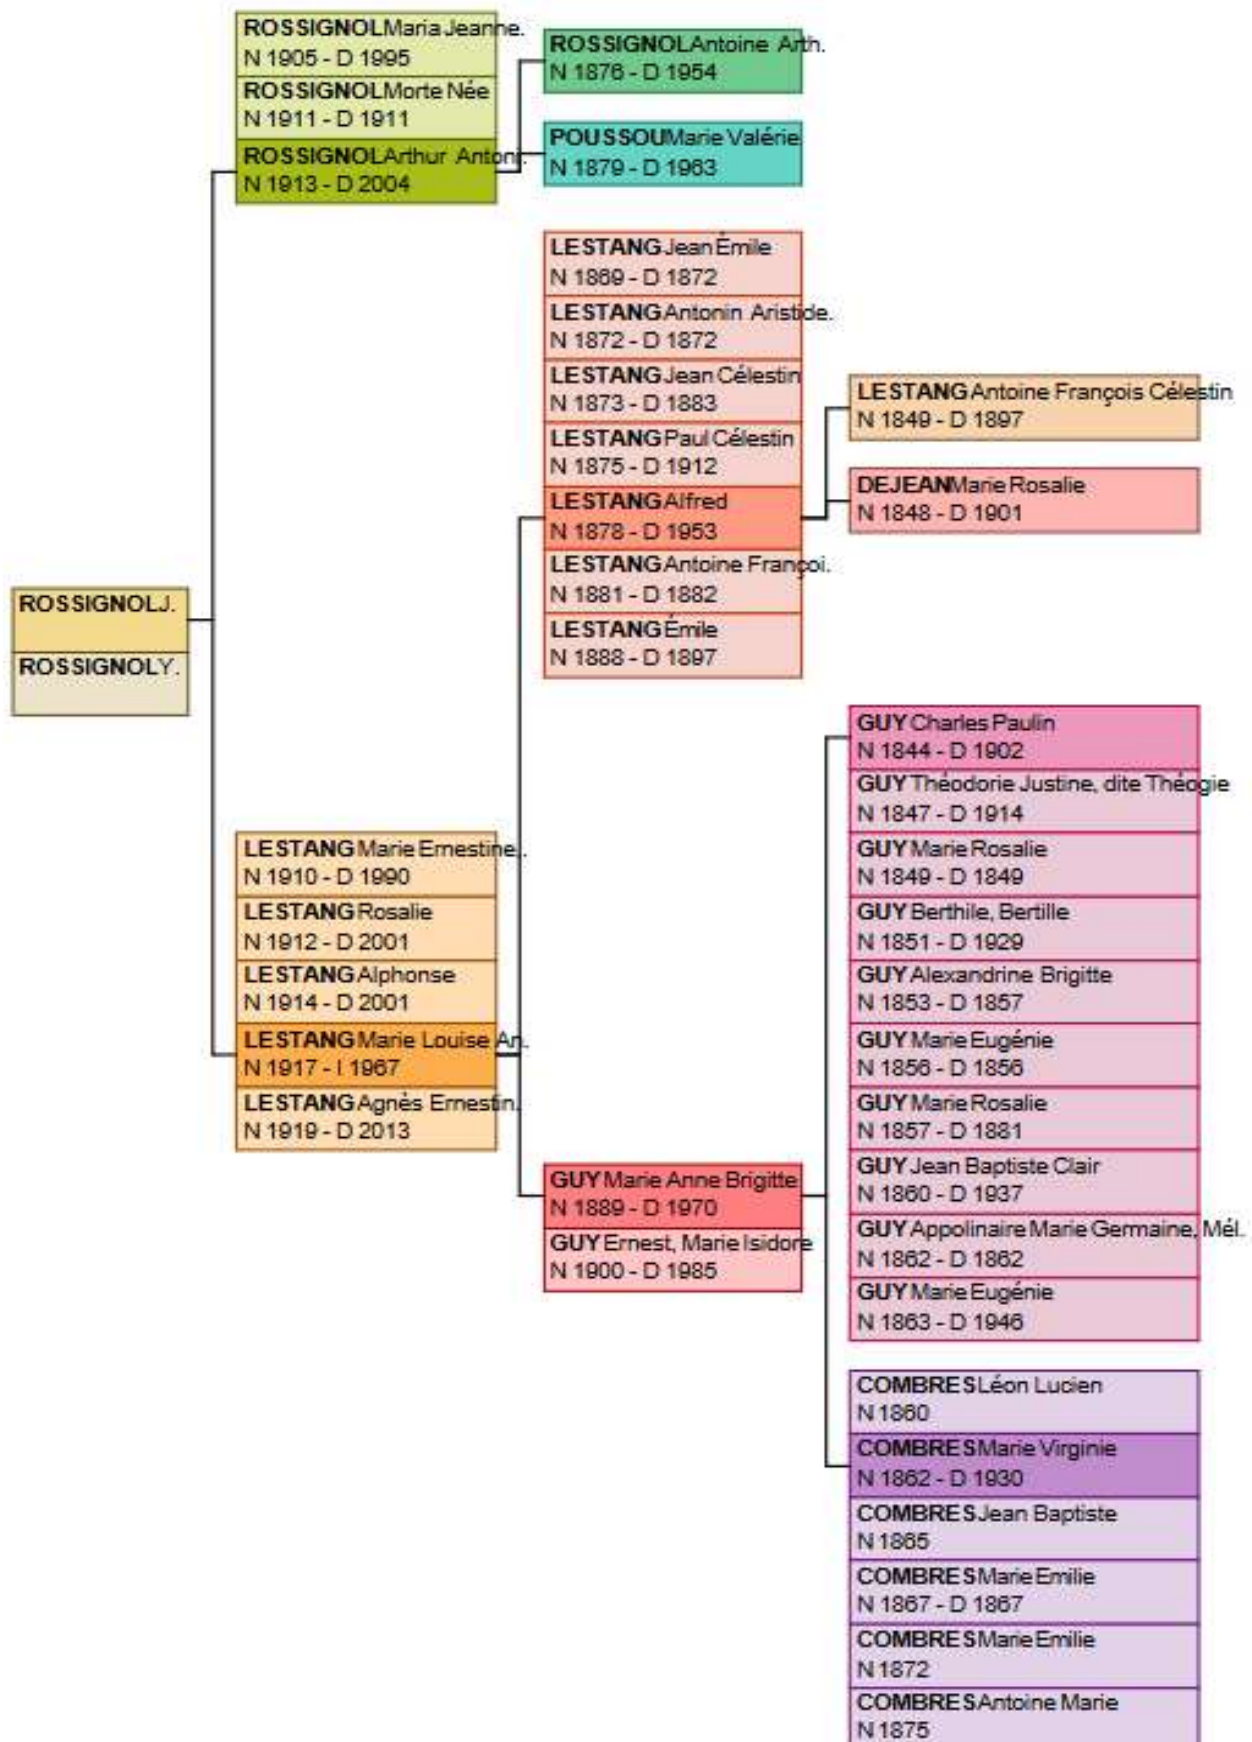 ROSSIGNOL J.
ROSSIGNOL Y.
ROSSIGNOL Maria Jeanne.
N 1905 - D 1995
ROSSIGNOL Morte Née
N 1911 - D 1911
ROSSIGNOL Arthur Antoni.
N 1913 - D 2004
LESTANG Marie Ernestine,.
N 1910 - D 1990
LESTANG Rosalie
N 1912 - D 2001
LESTANG Alphonse
N 1914 - D 2001
LESTANG Marie Louise An.
N 1917 - I 1967
LESTANG Agnès Ernestin.
N 1919 - D 2013
ROSSIGNOL Antoine Arth.
N 1876 - D 1954
POUSSOU Marie Valérie
N 1879 - D 1963
LESTANG Jean Émile
N 1869 - D 1872
LESTANG Antonin Aristide.
N 1872 - D 1872
LESTANG Jean Célestin
N 1873 - D 1883
LESTANG Paul Célestin
N 1875 - D 1912
LESTANG Alfred
N 1878 - D 1953
LESTANG Antoine Françoi.
N 1881 - D 1882
LESTANG Émile
N 1888 - D 1897
GUY Marie Anne Brigitte
N 1889 - D 1970
GUY Ernest, Marie Isidore
N 1900 - D 1985
LESTANG Antoine François Célestin
N 1849 - D 1897
DEJEAN Marie Rosalie
N 1848 - D 1901
GUY Charles Paulin
N 1844 - D 1902
GUY Théodorie Justine, dite Théogie
N 1847 - D 1914
GUY Marie Rosalie
N 1849 - D 1849
GUY Berthile, Bertille
N 1851 - D 1929
GUY Alexandrine Brigitte
N 1853 - D 1857
GUY Marie Eugénie
N 1856 - D 1856
GUY Marie Rosalie
N 1857 - D 1881
GUY Jean Baptiste Clair
N 1860 - D 1937
GUY Appolinaire Marie Germaine, Mél.
N 1862 - D 1862
GUY Marie Eugénie
N 1863 - D 1946
COMBRES Léon Lucien
N 1860
COMBRES Marie Virginie
N 1862 - D 1930
COMBRES Jean Baptiste
N 1865
COMBRES Marie Emilie
N 1867 - D 1867
COMBRES Marie Emilie
N 1872
COMBRES Antoine Marie
N 1875